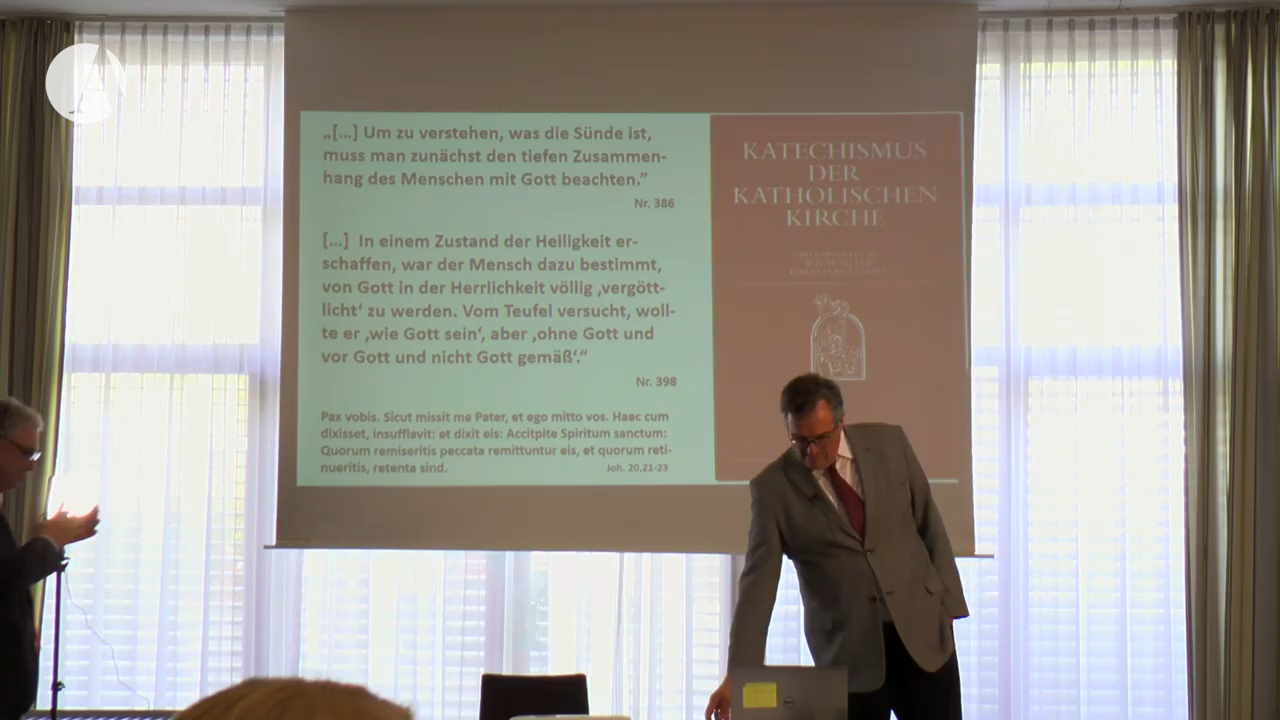 „[...] Um zu verstehen, was die Sünde ist,
muss man zunächst den tiefen Zusammen-
hang des Menschen mit Gott beachten.”
Nr. 386
[...] In einem Zustand der Heiligkeit er-
schaffen, war der Mensch dazu bestimmt,
von Gott in der Herrlichkeit völlig ‚vergött-
licht‘ zu werden. Vom Teufel versucht, woll-
te er ‚wie Gott sein‘, aber ‚ohne Gott und
vor Gott und nicht Gott gemäß‘.“
Nr. 398
Pax vobis. Sicut missit me Pater, et ego mitto vos. Haec cum
dixisset, insufflavit: et dixit eis: Accitpite Spiritum sanctum:
Quorum remiseritis peccata remittuntur eis, et quorum reti-
nueritis, retenta sind.
Joh. 20,21-23
KATECHISMUS
DER
KATHOLISCHEN
KIRCHE
DELL